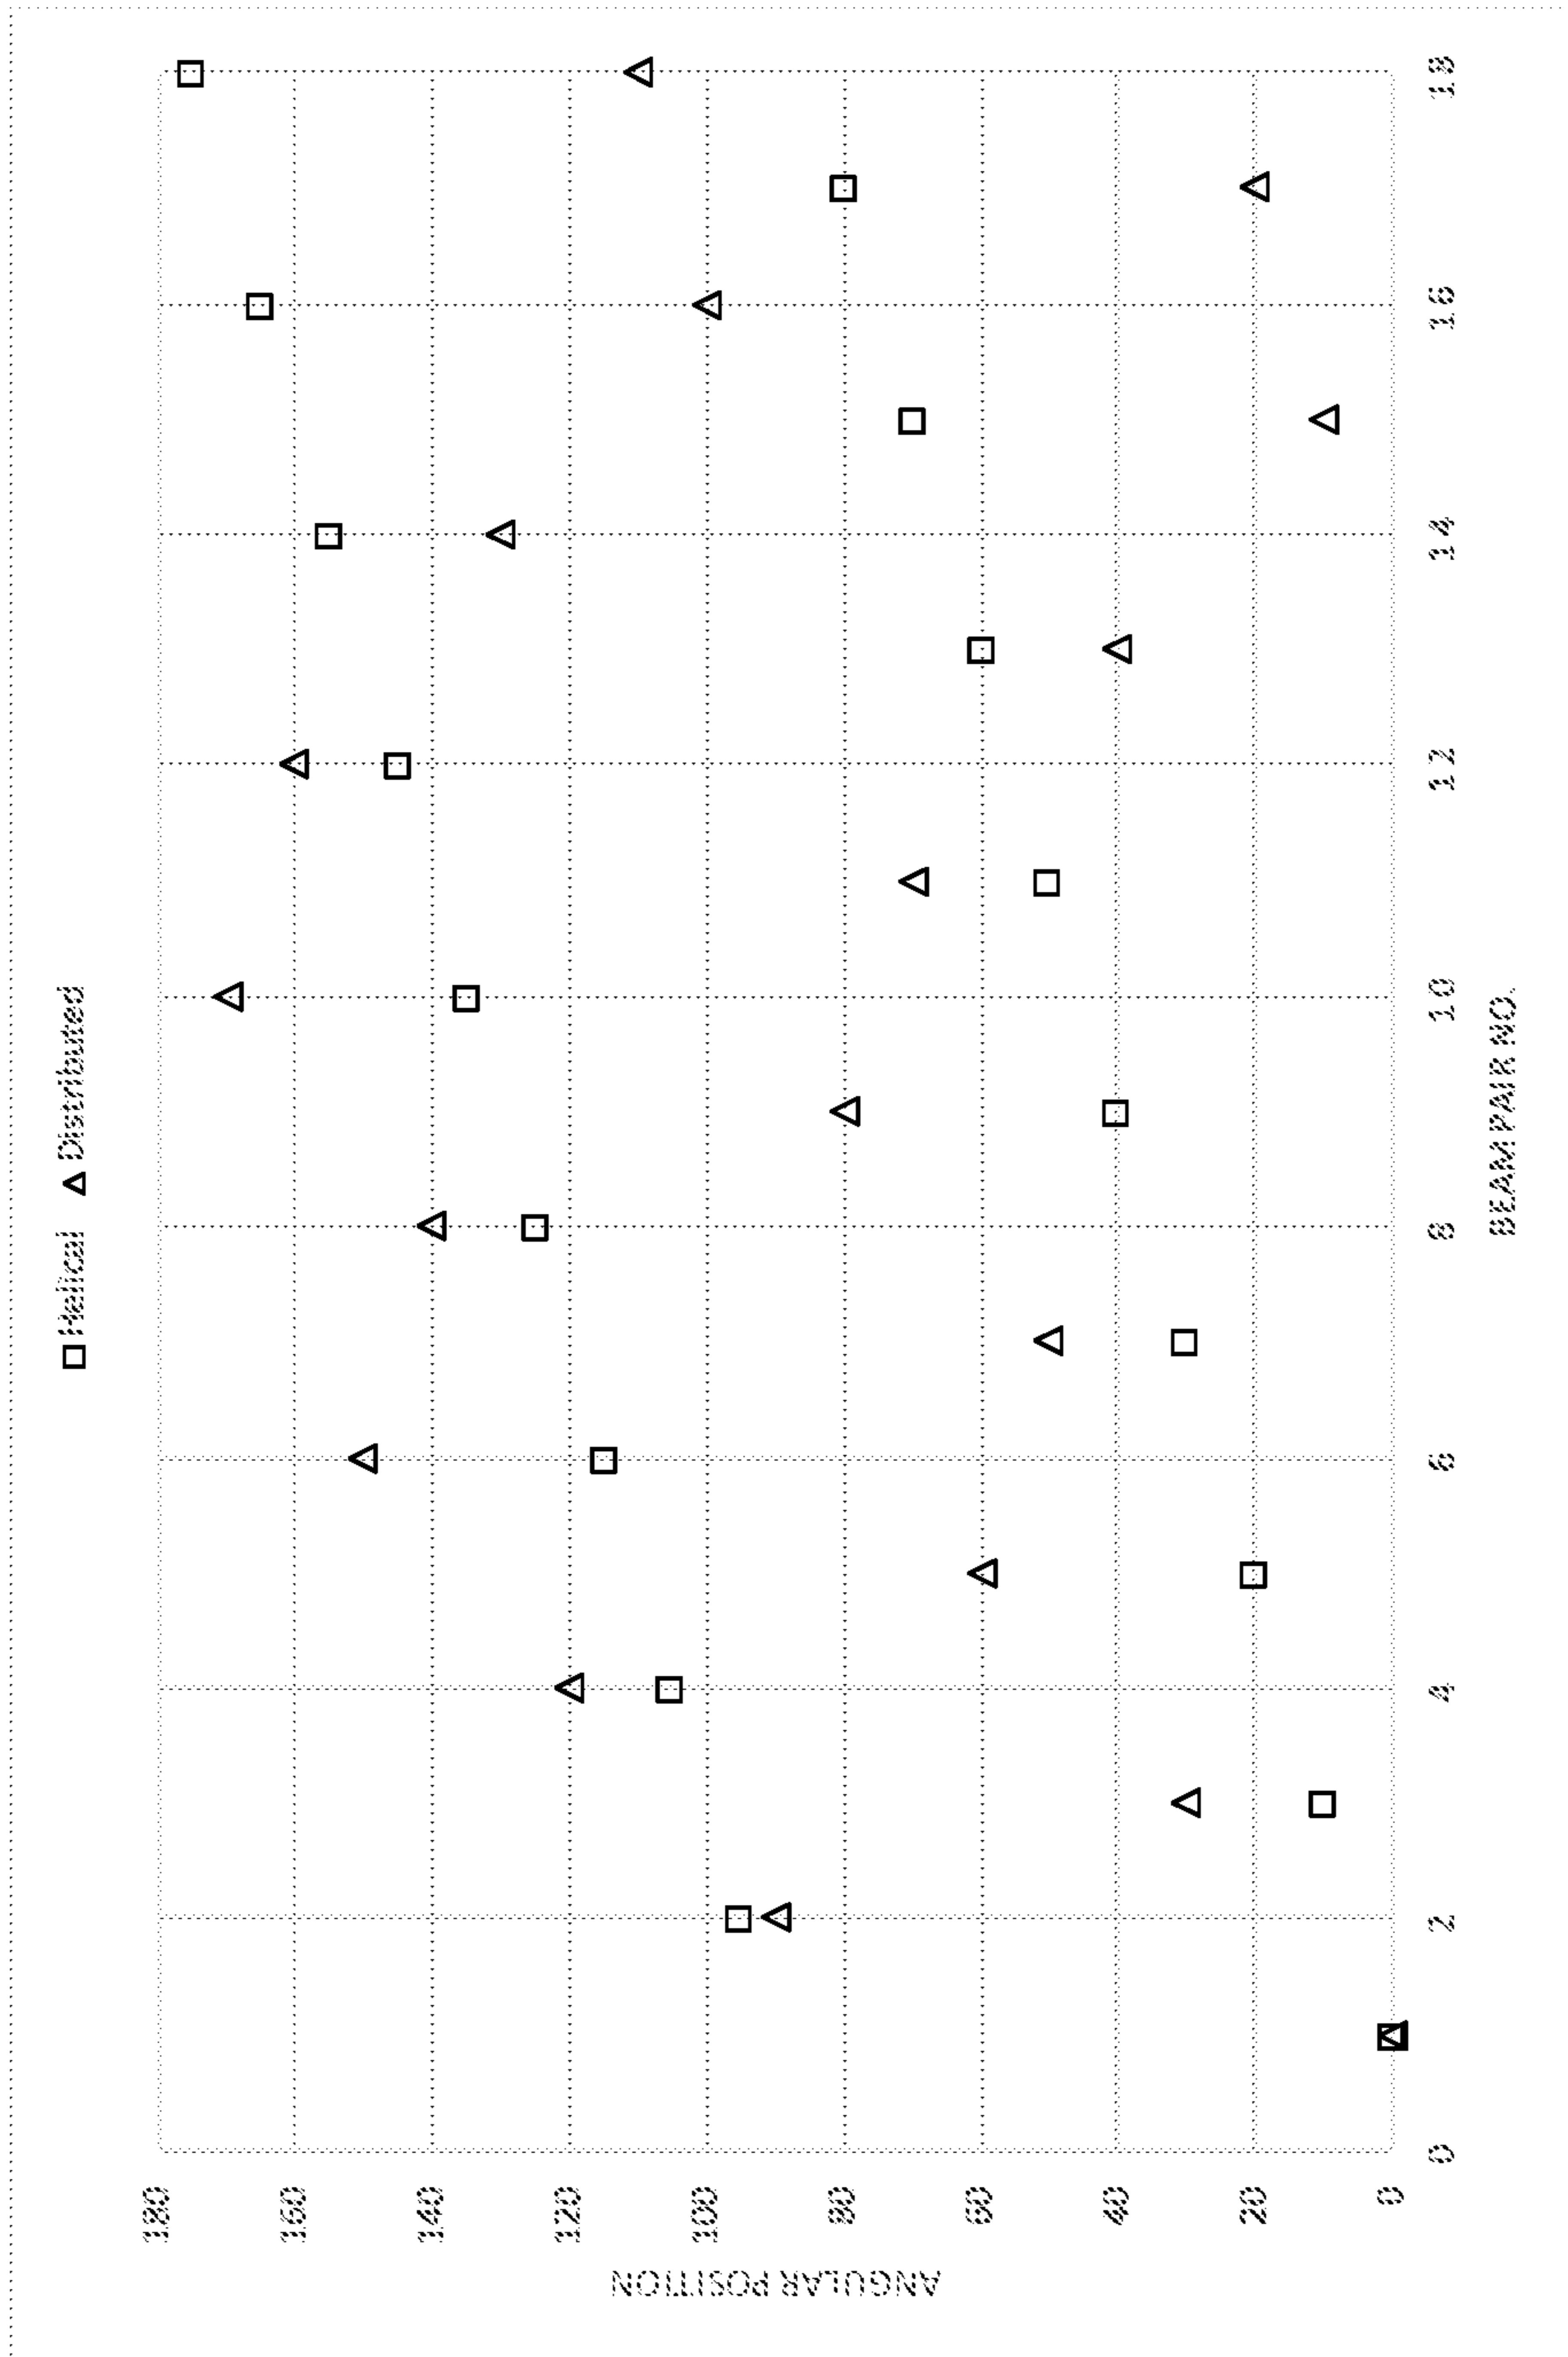 Helical Distributed
ANGULAR POSITION
180
160
140
120
100
80
60
40
20
0
0 2 4 6 8 10 12 14 16 18
BEAM PAIR NO.